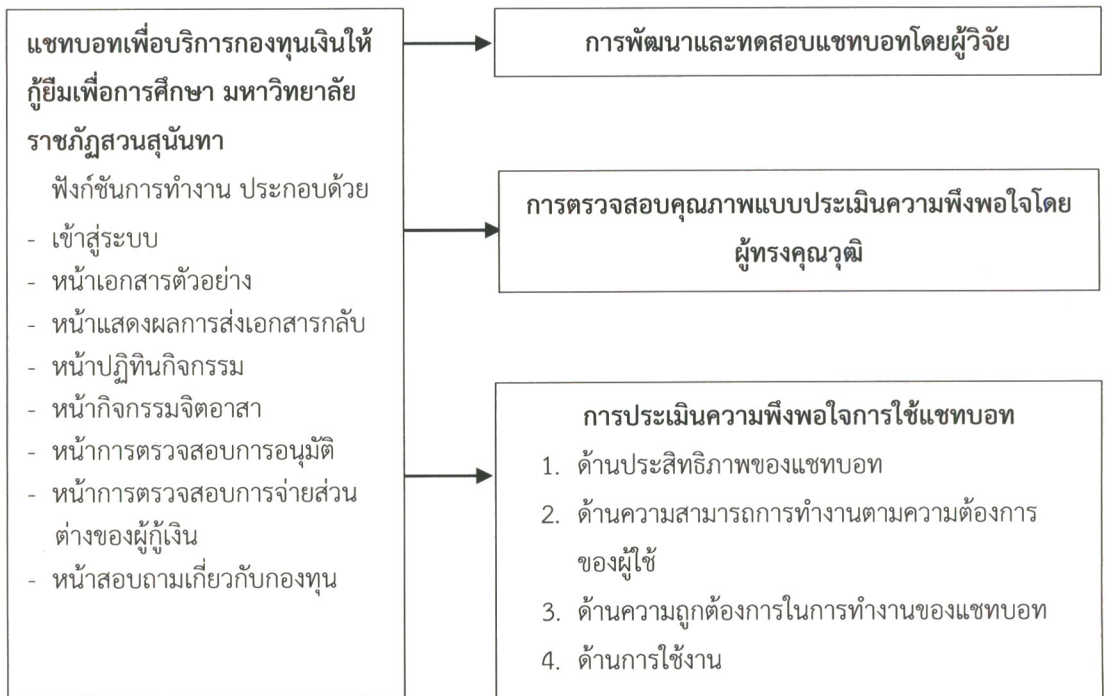 แชทบอทเพื่อบริการกองทุนเงินให้
กู้ยืมเพื่อการศึกษา มหาวิทยาลัย
ราชภัฏสวนสุนันทา
ฟังก์ชันการทำงาน ประกอบด้วย
- เข้าสู่ระบบ
- หน้าเอกสารตัวอย่าง
- หน้าแสดงผลการส่งเอกสารกลับ
- หน้าปฏิทินกิจกรรม
- หน้ากิจกรรมจิตอาสา
- หน้าการตรวจสอบการอนุมัติ
- หน้าการตรวจสอบการจ่ายส่วน
ต่างของผู้กู้เงิน
- หน้าสอบถามเกี่ยวกับกองทุน
การพัฒนาและทดสอบแชทบอทโดยผู้วิจัย
การตรวจสอบคุณภาพแบบประเมินความพึงพอใจโดย
ผู้ทรงคุณวุฒิ
การประเมินความพึงพอใจการใช้แชทบอท
1. ด้านประสิทธิภาพของแชทบอท
2. ด้านความสามารถการทำงานตามความต้องการ
ของผู้ใช้
3. ด้านความถูกต้องการในการทำงานของแชทบอท
4. ด้านการใช้งาน